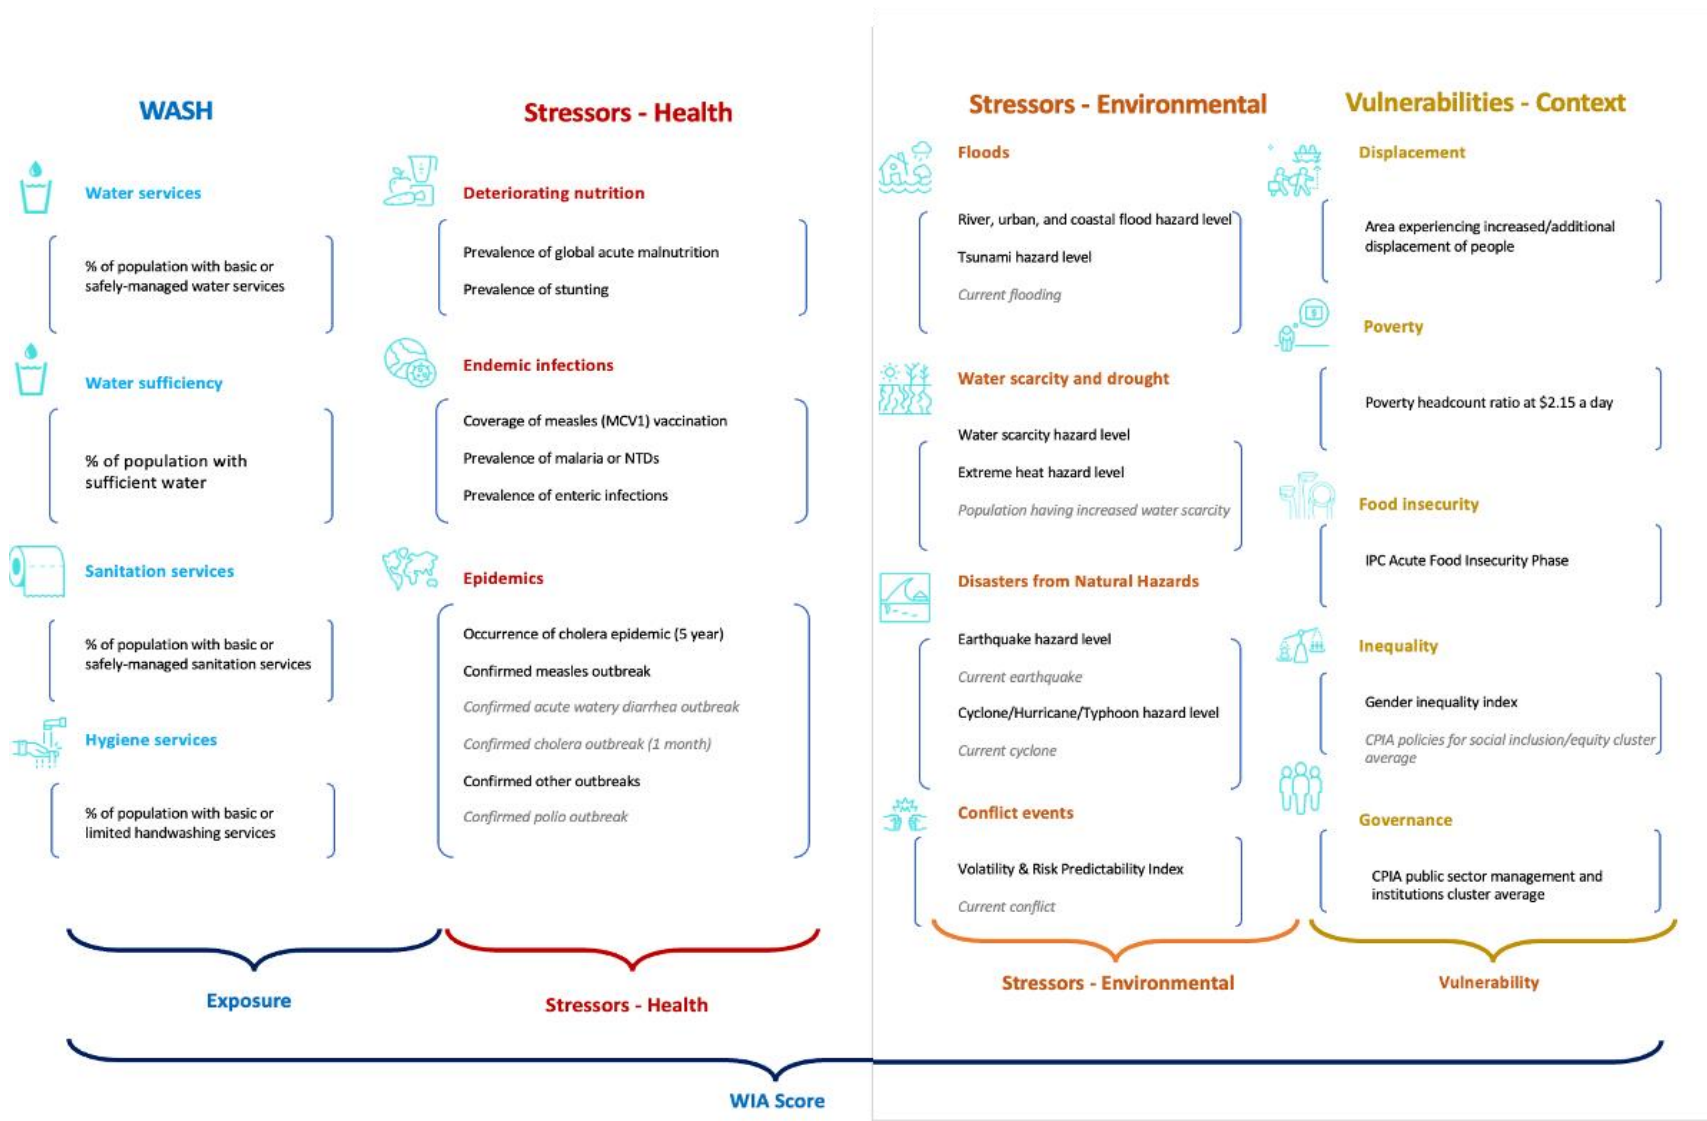 WASH
Water services
% of population with basic or
safely-managed water services
Water sufficiency
% of population with
sufficient water
Sanitation services
% of population with basic or
safely-managed sanitation services
Hygiene services
% of population with basic or
limited handwashing services
Exposure
Stressors - Health
Deteriorating nutrition
Prevalence of global acute malnutrition
Prevalence of stunting
Endemic infections
Coverage of measles (MCV1) vaccination
Prevalence of malaria or NTDs
Prevalence of enteric infections
Epidemics
Occurrence of cholera epidemic (5 year)
Confirmed measles outbreak
Confirmed acute watery diarrhea outbreak
Confirmed cholera outbreak (1 month)
Confirmed other outbreaks
Confirmed polio outbreak
Stressors - Health
Stressors - Environmental
Floods
River, urban, and coastal flood hazard level
Tsunami hazard level
Current flooding
Water scarcity and drought
Water scarcity hazard level
Extreme heat hazard level
Population having increased water scarcity
Disasters from Natural Hazards
Earthquake hazard level
Current earthquake
Cyclone/Hurricane/Typhoon hazard level
Current cyclone
Conflict events
Volatility & Risk Predictability Index
Current conflict
Stressors - Environmental
Vulnerabilities - Context
Displacement
Area experiencing increased/additional
displacement of people
Poverty
Poverty headcount ratio at $2.15 a day
Food insecurity
IPC Acute Food Insecurity Phase
Inequality
Gender inequality index
CPIA policies for social inclusion/equity cluster
average
Governance
CPIA public sector management and
institutions cluster average
Vulnerability
WIA Score